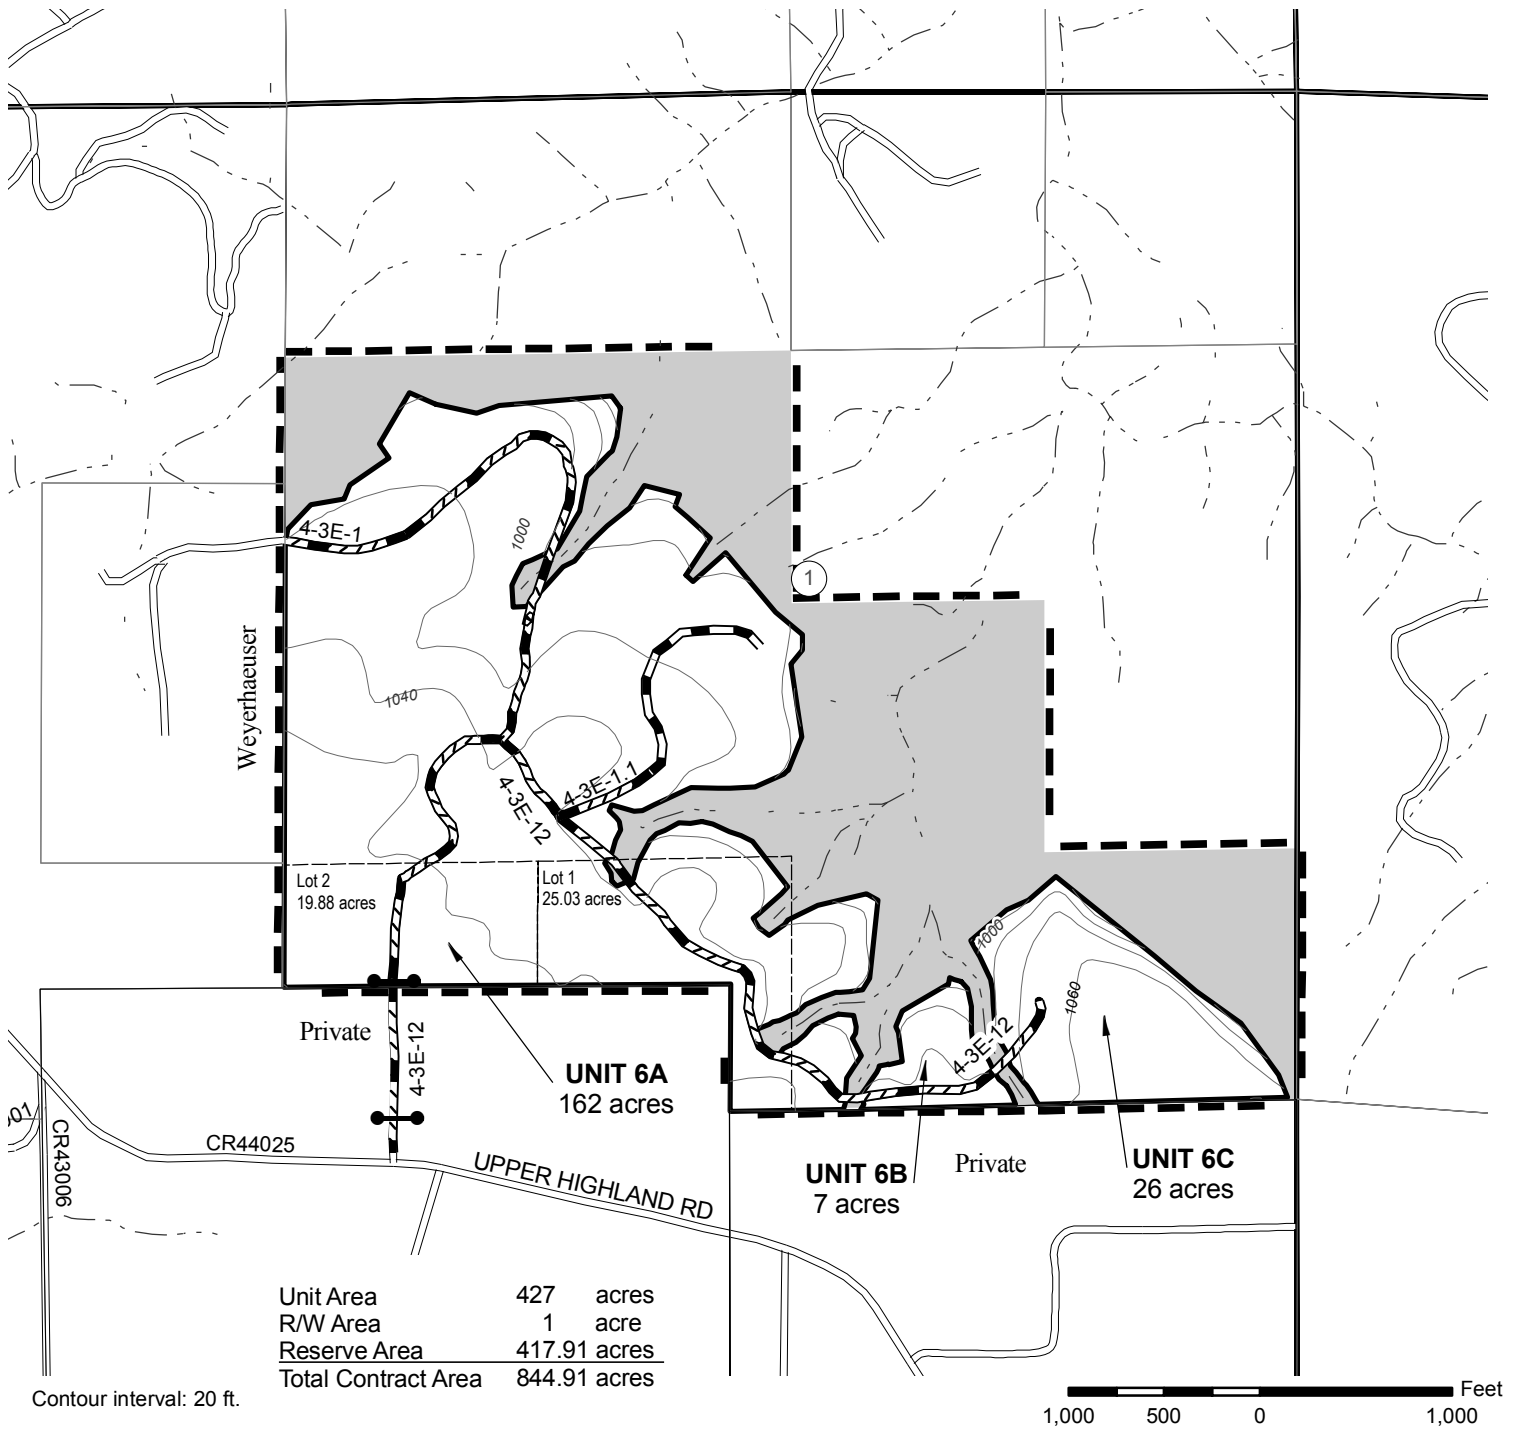 4-3E-1
1000
1
Weyerhaeuser
1040
4-3E-1.1
4-3E-12
Lot 2
19.88 acres
Lot 1
25.03 acres
1000
1060
Private
4-3E-12
4-3E-12
UNIT 6A
162 acres
01
CR43006
CR44025
UPPER HIGHLAND RD
UNIT 6B
7 acres
Private
UNIT 6C
26 acres
Unit Area 427 acres
R/W Area 1 acre
Reserve Area 417.91 acres
Total Contract Area 844.91 acres
Contour interval: 20 ft.
Feet
1,000 500 0 1,000